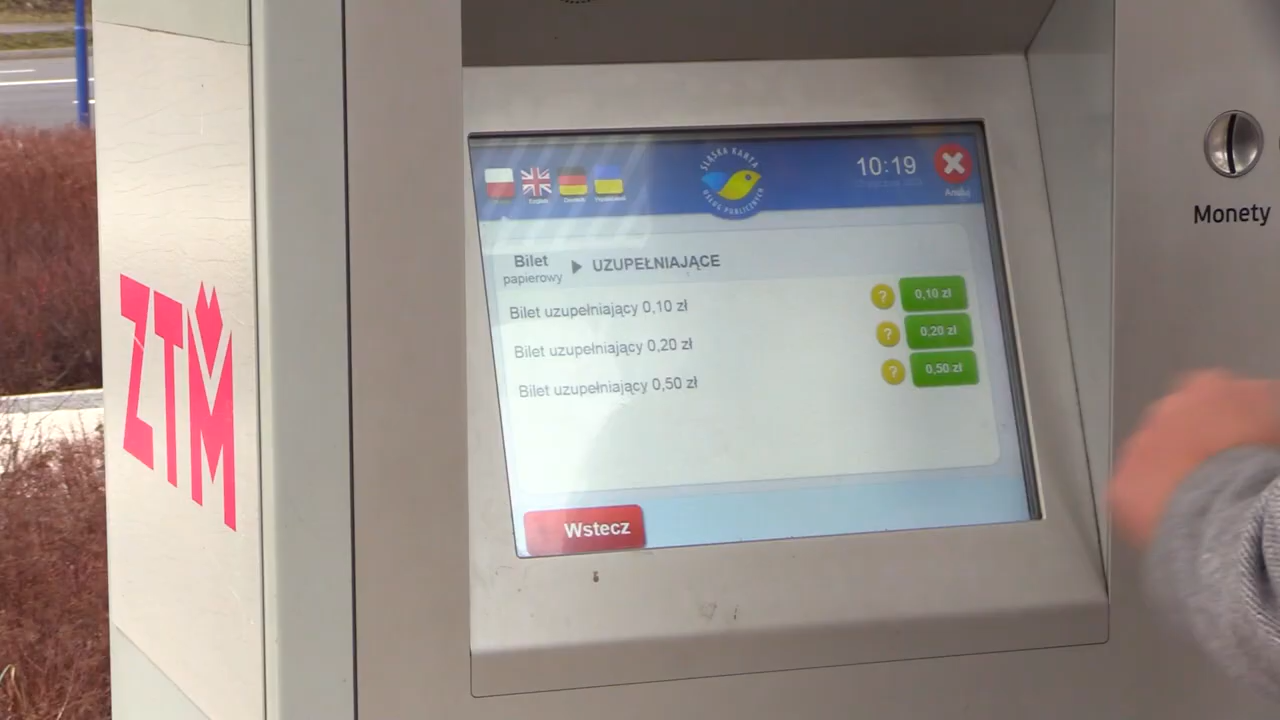 ZTM
English
Deutsch
ŚLĄSKA KARTA
USŁUG PUBLICZNYCH
10:19
Anuluj
Bilet
papierowy
UZUPEŁNIAJĄCE
Bilet uzupełniający 0,10 zł
?
0,10 zł
Bilet uzupełniający 0,20 zł
?
0,20 zł
Bilet uzupełniający 0,50 zł
?
0,50 zł
Wstecz
Monety